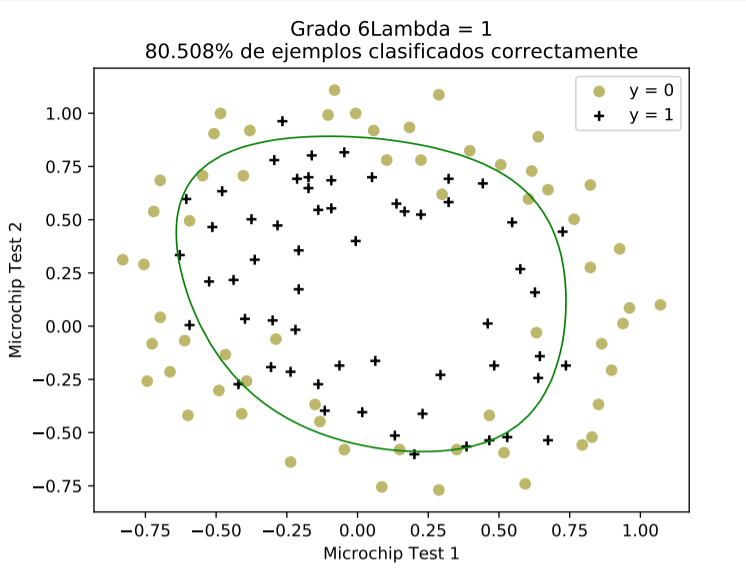 Grado 6Lambda = 1
80.508% de ejemplos clasificados correctamente
y = 0
y = 1
Microchip Test 2
1.00
0.75
0.50
0.25
0.00
−0.25
−0.50
−0.75
−0.75 −0.50 −0.25 0.00 0.25 0.50 0.75 1.00
Microchip Test 1